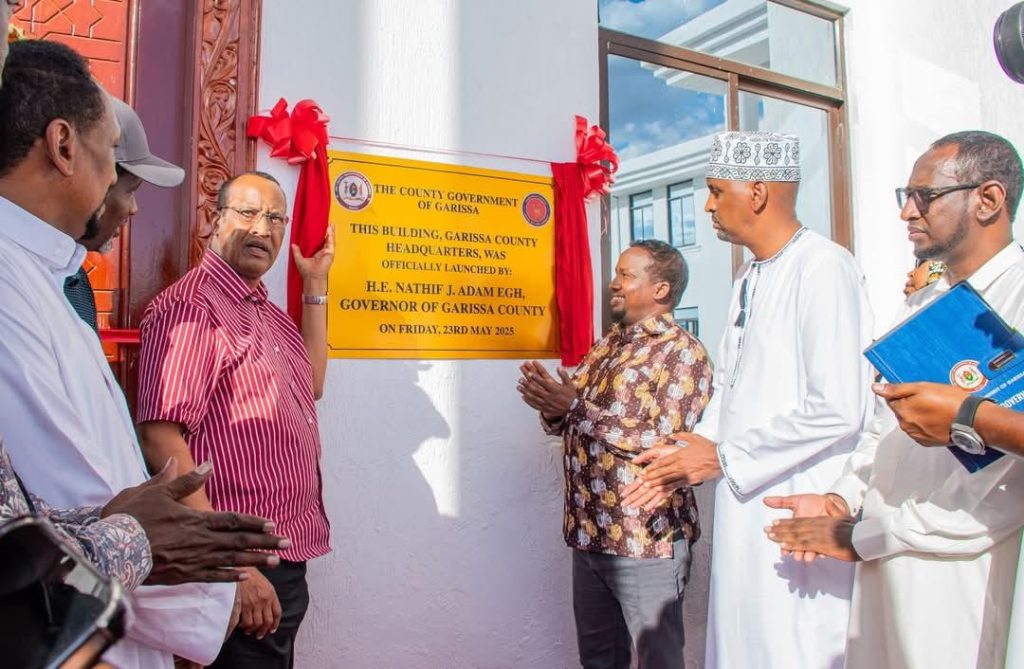 THE COUNTY GOVERNMENT
OF GARISSA
THIS BUILDING, GARISSA COUNTY
HEADQUARTERS, WAS
OFFICIALLY LAUNCHED BY:
H.E. NATHIF J. ADAM EGH,
GOVERNOR OF GARISSA COUNTY
ON FRIDAY, 23RD MAY 2025